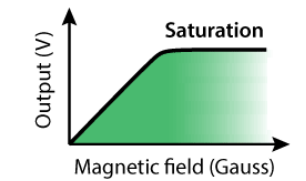 Saturation
Output (V)
Magnetic field (Gauss)